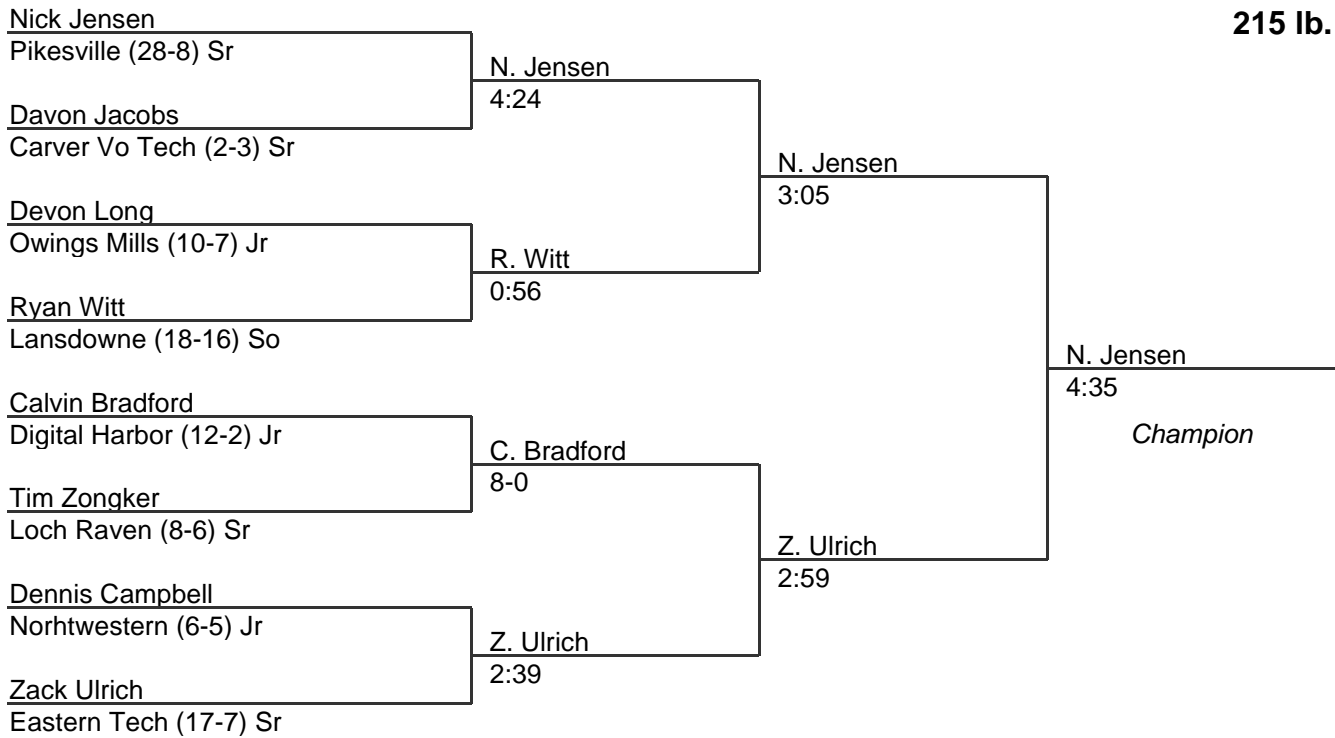 215 lb.
Nick Jensen
Pikesville (28-8) Sr
N. Jensen
4:24
Davon Jacobs
Carver Vo Tech (2-3) Sr
N. Jensen
3:05
Devon Long
Owings Mills (10-7) Jr
R. Witt
0:56
Ryan Witt
Lansdowne (18-16) So
N. Jensen
4:35
Champion
Calvin Bradford
Digital Harbor (12-2) Jr
C. Bradford
8-0
Tim Zongker
Loch Raven (8-6) Sr
Z. Ulrich
2:59
Dennis Campbell
Norhtwestern (6-5) Jr
Z. Ulrich
2:39
Zack Ulrich
Eastern Tech (17-7) Sr